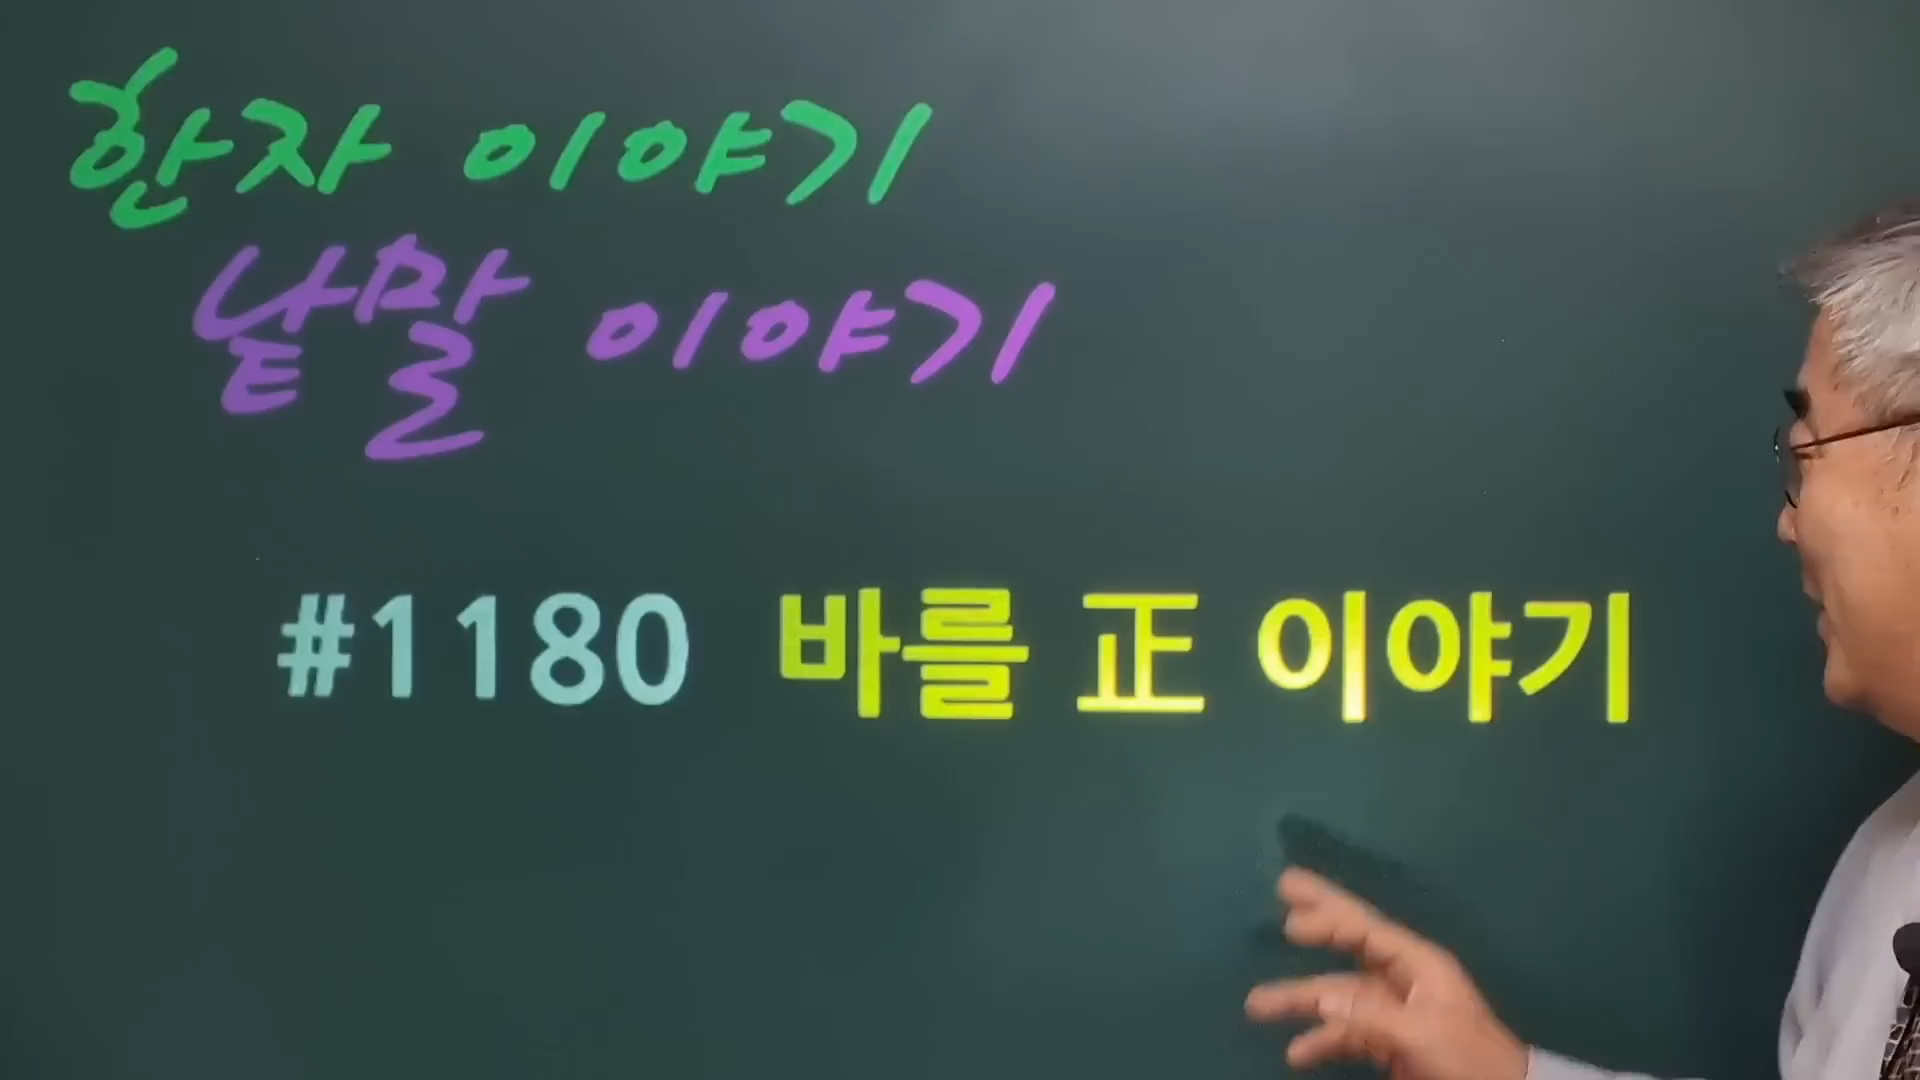 한자 이야기
낱말 이야기
#1180 바를 正 이야기